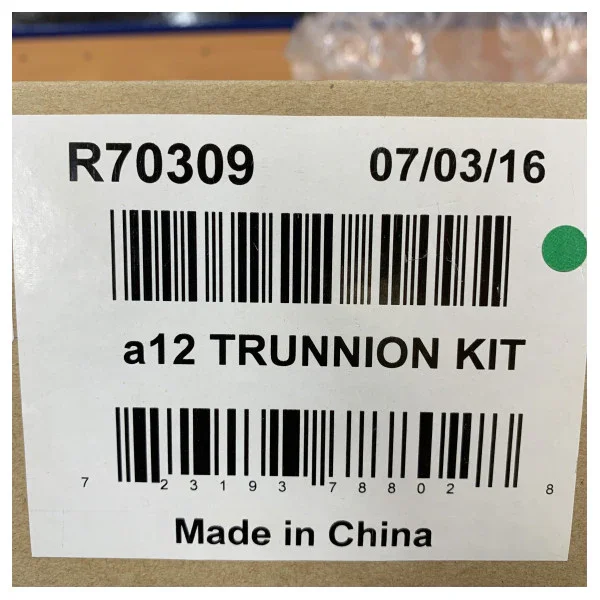 R70309 07/03/16
a12 TRUNNION KIT
7 23193 78802 8
Made in China